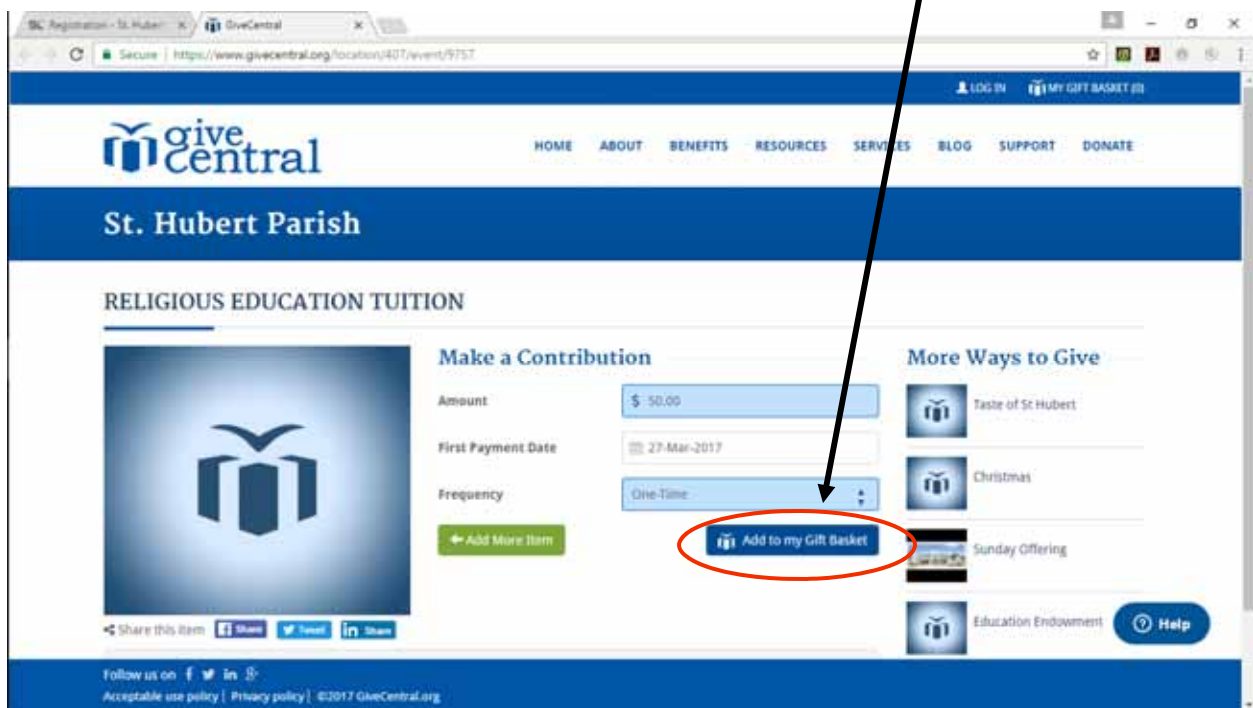 Registration - St. Huber
GiveCentral
Secure | https://www.givecentral.org/location/407/event/9757
LOG IN MY GIFT BASKET (0)
give central
HOME ABOUT BENEFITS RESOURCES SERVICES BLOG SUPPORT DONATE
St. Hubert Parish
RELIGIOUS EDUCATION TUITION
Make a Contribution
Amount $ 50.00
First Payment Date 27-Mar-2017
Frequency One-Time
Add More Item Add to my Gift Basket
Share this item Share Tweet in Share
More Ways to Give
Taste of St Hubert
Christmas
Sunday Offering
Education Endowment
Help
Follow us on
Acceptable use policy | Privacy policy | ©2017 GiveCentral.org